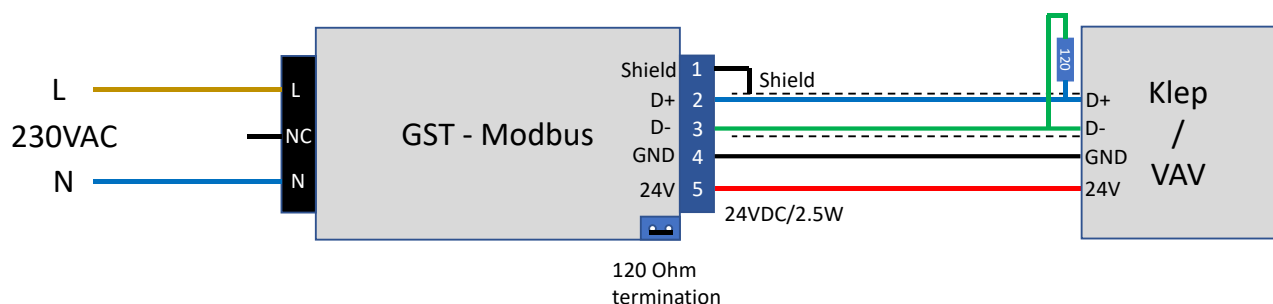 L
230VAC
N
L
NC
N
GST - Modbus
Shield 1
D+ 2
D- 3
GND 4
24V 5
120 Ohm
termination
Shield
24VDC/2.5W
120
D+
D-
GND
24V
Klep
/
VAV